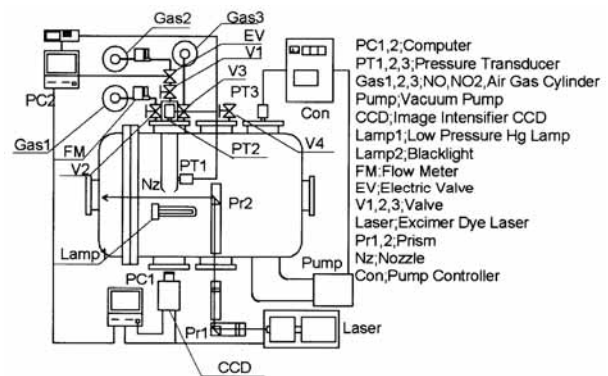 Gas2
Gas3
EV
V1
V3
PC2
PT3
Con
Gas1
FM
V2
PT2
V4
PT1
Nz
Pr2
Lamp1
PC1
Pump
Pr1
Laser
CCD
PC1,2;Computer
PT1,2,3;Pressure Transducer
Gas1,2,3;NO,NO2,Air Gas Cylinder
Pump;Vacuum Pump
CCD;Image Intensifier CCD
Lamp1;Low Pressure Hg Lamp
Lamp2;Blacklight
FM:Flow Meter
EV;Electric Valve
V1,2,3;Valve
Laser;Excimer Dye Laser
Pr1,2;Prism
Nz;Nozzle
Con;Pump Controller